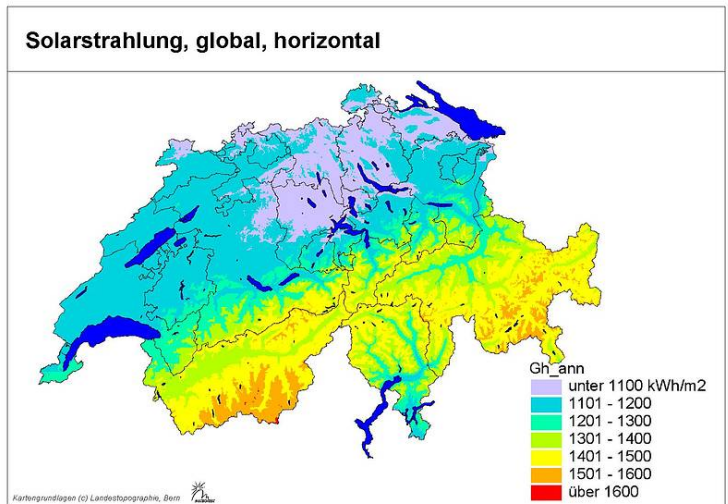 Solarstrahlung, global, horizontal
Gh_ann
unter 1100 kWh/m2
1101 - 1200
1201 - 1300
1301 - 1400
1401 - 1500
1501 - 1600
über 1600
Kartengrundlagen (c) Landestopographie, Bern